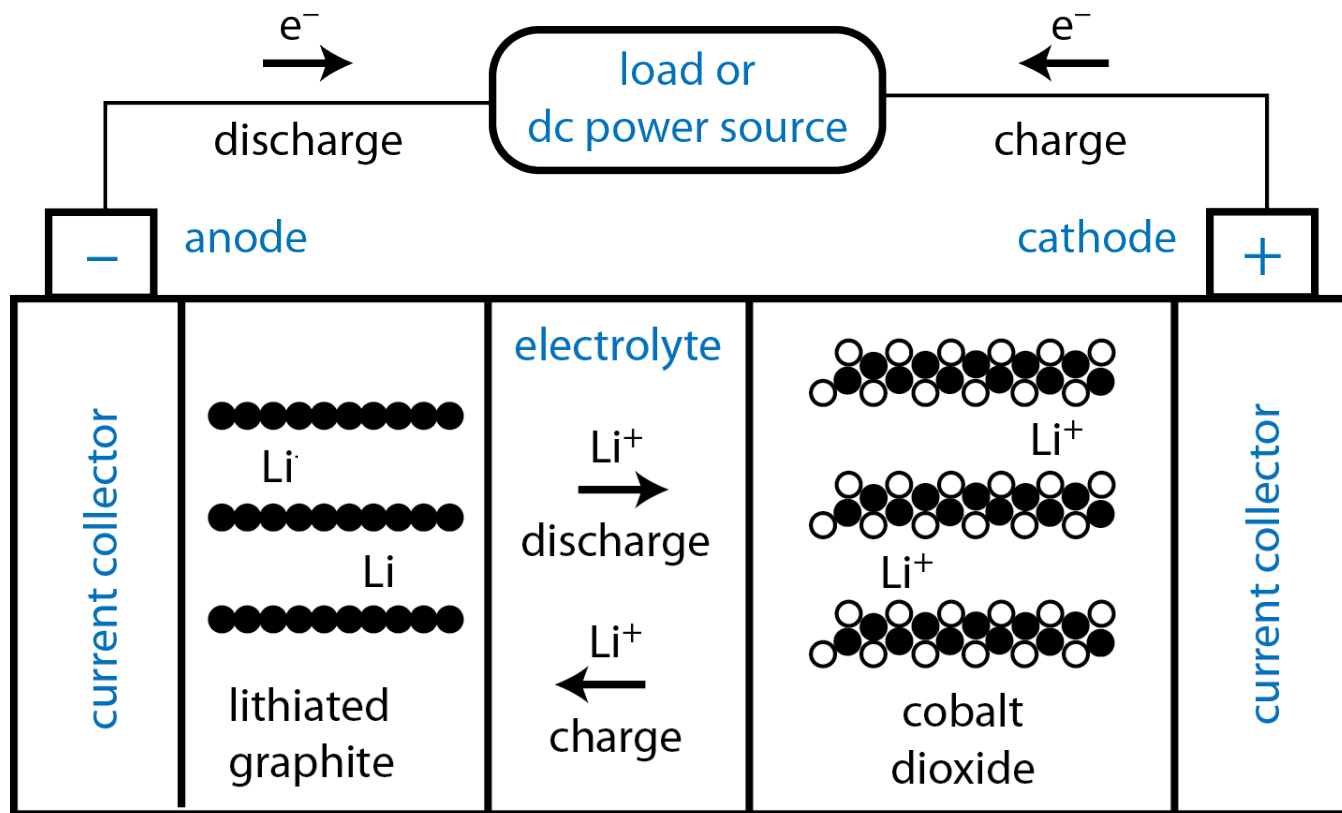 e⁻
e⁻
load or
dc power source
discharge
charge
−
anode
cathode
+
current collector
Li
Li
lithiated
graphite
electrolyte
Li⁺
discharge
Li⁺
charge
Li⁺
Li⁺
cobalt
dioxide
current collector